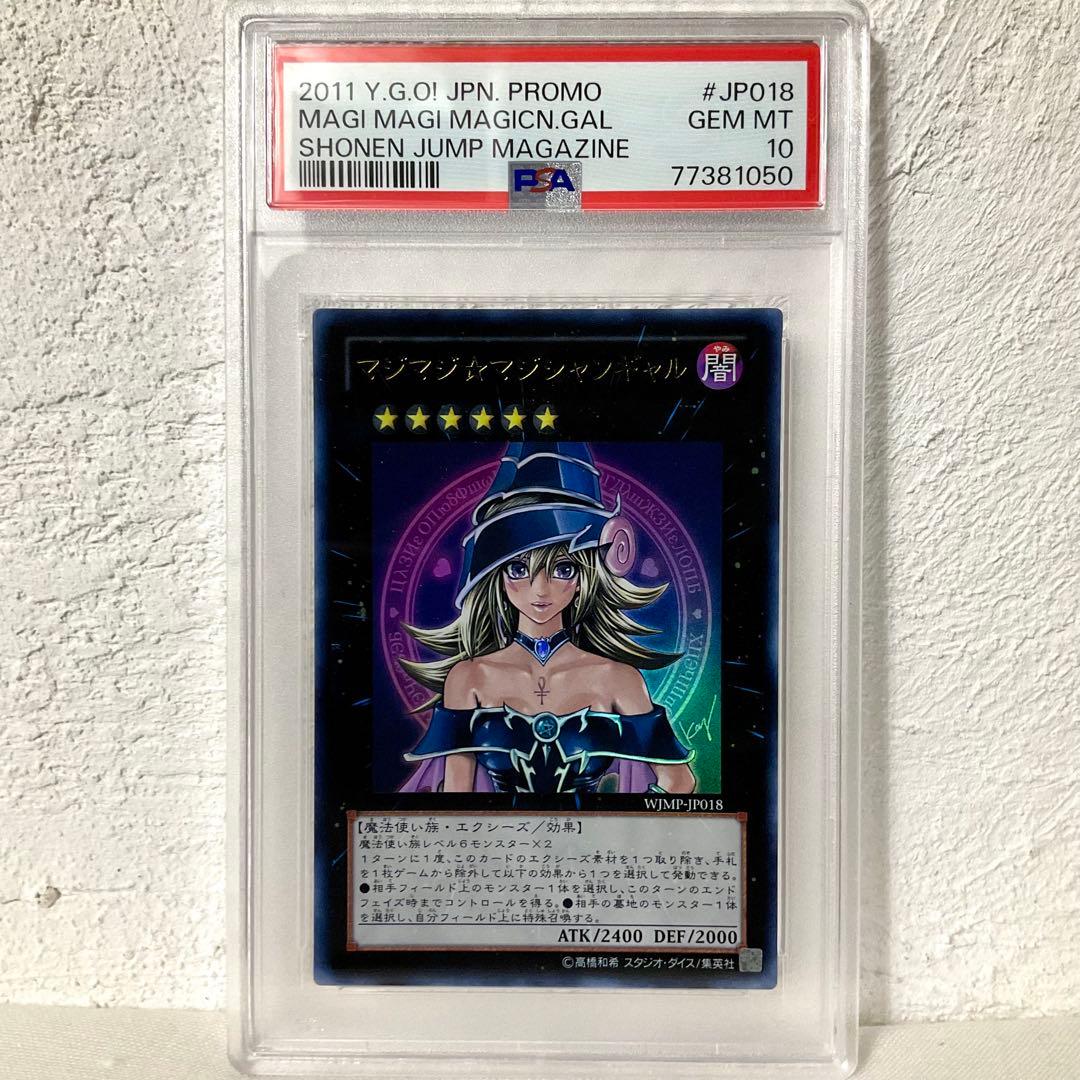 2011 Y.G.O! JPN. PROMO #JP018
MAGI MAGI MAGICN.GAL GEM MT
SHONEN JUMP MAGAZINE 10
PSA 77381050
マジマジ☆マジシャンギャル
やみ
闇
WJMP-JP018
【魔法使い族・エクシーズ/効果】
魔法使い族レベル6モンスター×2
1ターンに1度、このカードのエクシーズ素材を1つ取り除き、手札
を1枚ゲームから除外して以下の効果から1つを選択して発動できる。
●相手フィールド上のモンスター1体を選択し、このターンのエンド
フェイズ時までコントロールを得る。●相手の墓地のモンスター1体
を選択し、自分フィールド上に特殊召喚する。
ATK/2400 DEF/2000
©高橋和希 スタジオ・ダイス/集英社